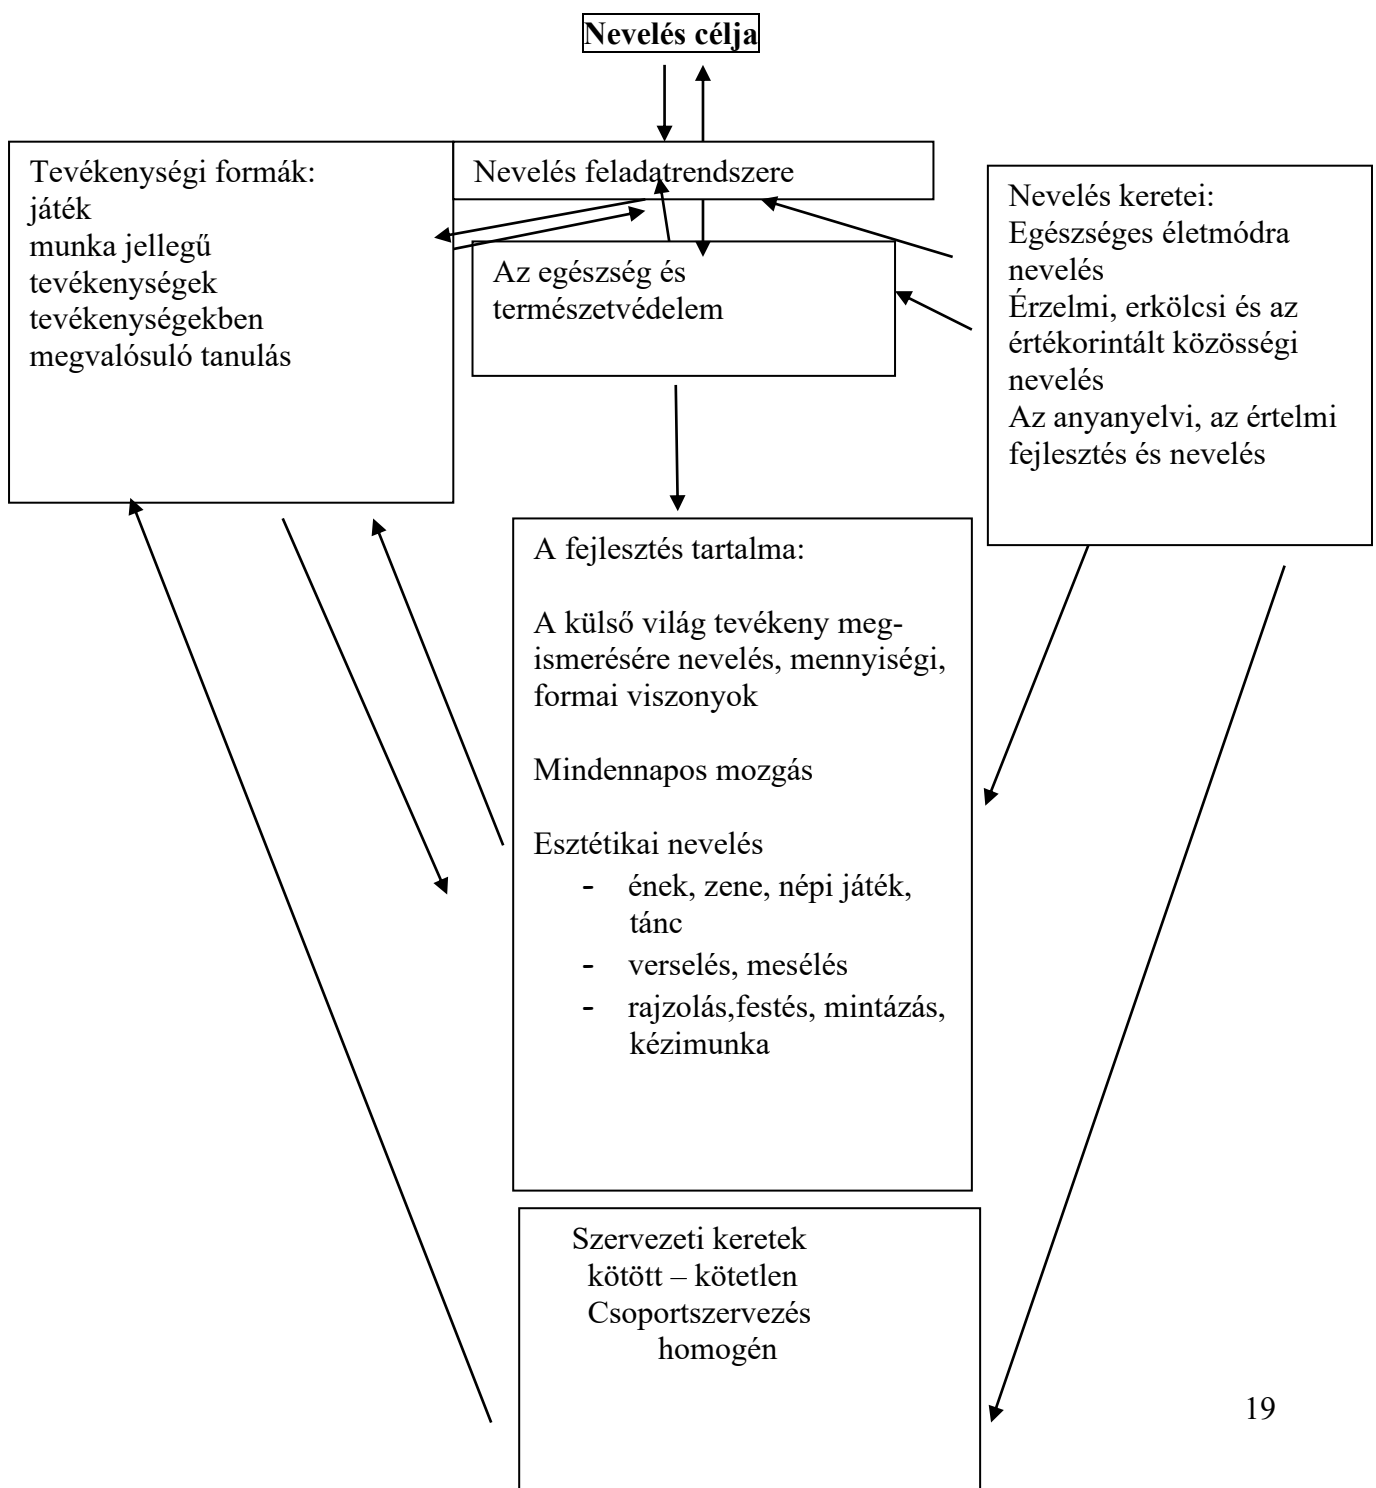 Nevelés célja
Nevelés feladatrendszere
Tevékenységi formák:
játék
munka jellegű
tevékenységek
tevékenységekben
megvalósuló tanulás
Az egészség és
természetvédelem
Nevelés keretei:
Egészséges életmódra
nevelés
Érzelmi, erkölcsi és az
értékorintált közösségi
nevelés
Az anyanyelvi, az értelmi
fejlesztés és nevelés
A fejlesztés tartalma:
A külső világ tevékeny meg-
ismerésére nevelés, mennyiségi,
formai viszonyok
Mindennapos mozgás
Esztétikai nevelés
- ének, zene, népi játék,
tánc
- verselés, mesélés
- rajzolás,festés, mintázás,
kézimunka
Szervezeti keretek
kötött – kötetlen
Csoportszervezés
homogén
19